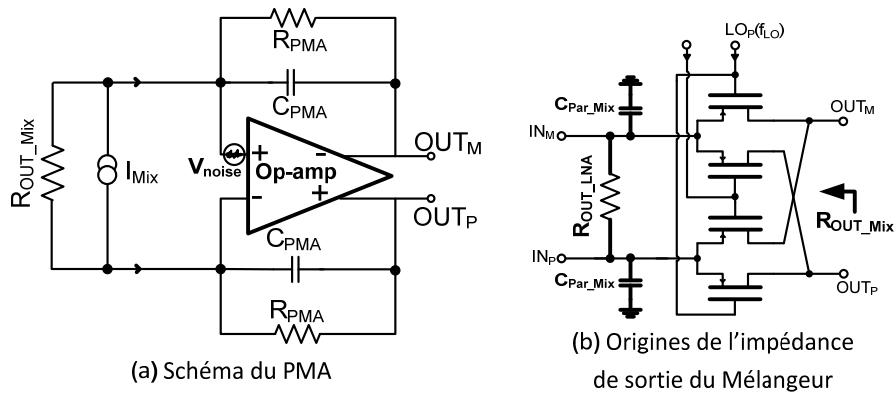 R_PMA
C_PMA
R_OUT_Mix
I_Mix
V_noise
+
-
Op-amp
-
+
OUT_M
OUT_P
C_PMA
R_PMA
(a) Schéma du PMA
LO_P(f_LO)
C_Par_Mix
IN_M
OUT_M
R_OUT_LNA
R_OUT_Mix
IN_P
C_Par_Mix
OUT_P
(b) Origines de l'impédance
de sortie du Mélangeur